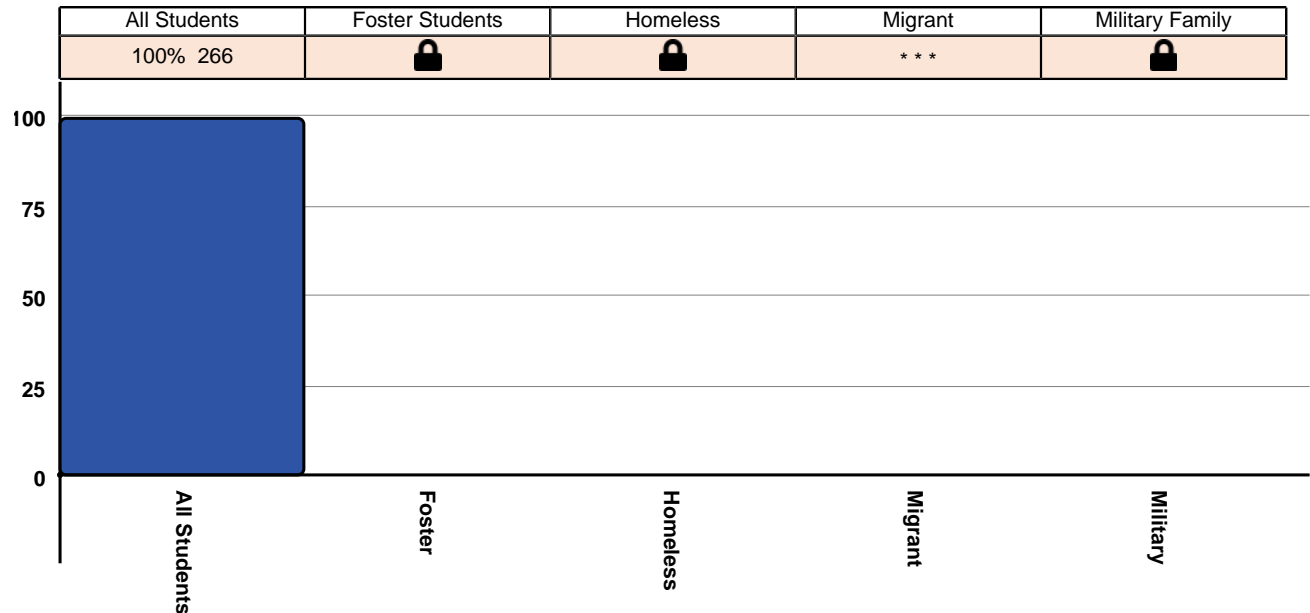 All Students Foster Students Homeless Migrant Military Family
100% 266 * * *
100
75
50
25
0
All Students Foster Homeless Migrant Military